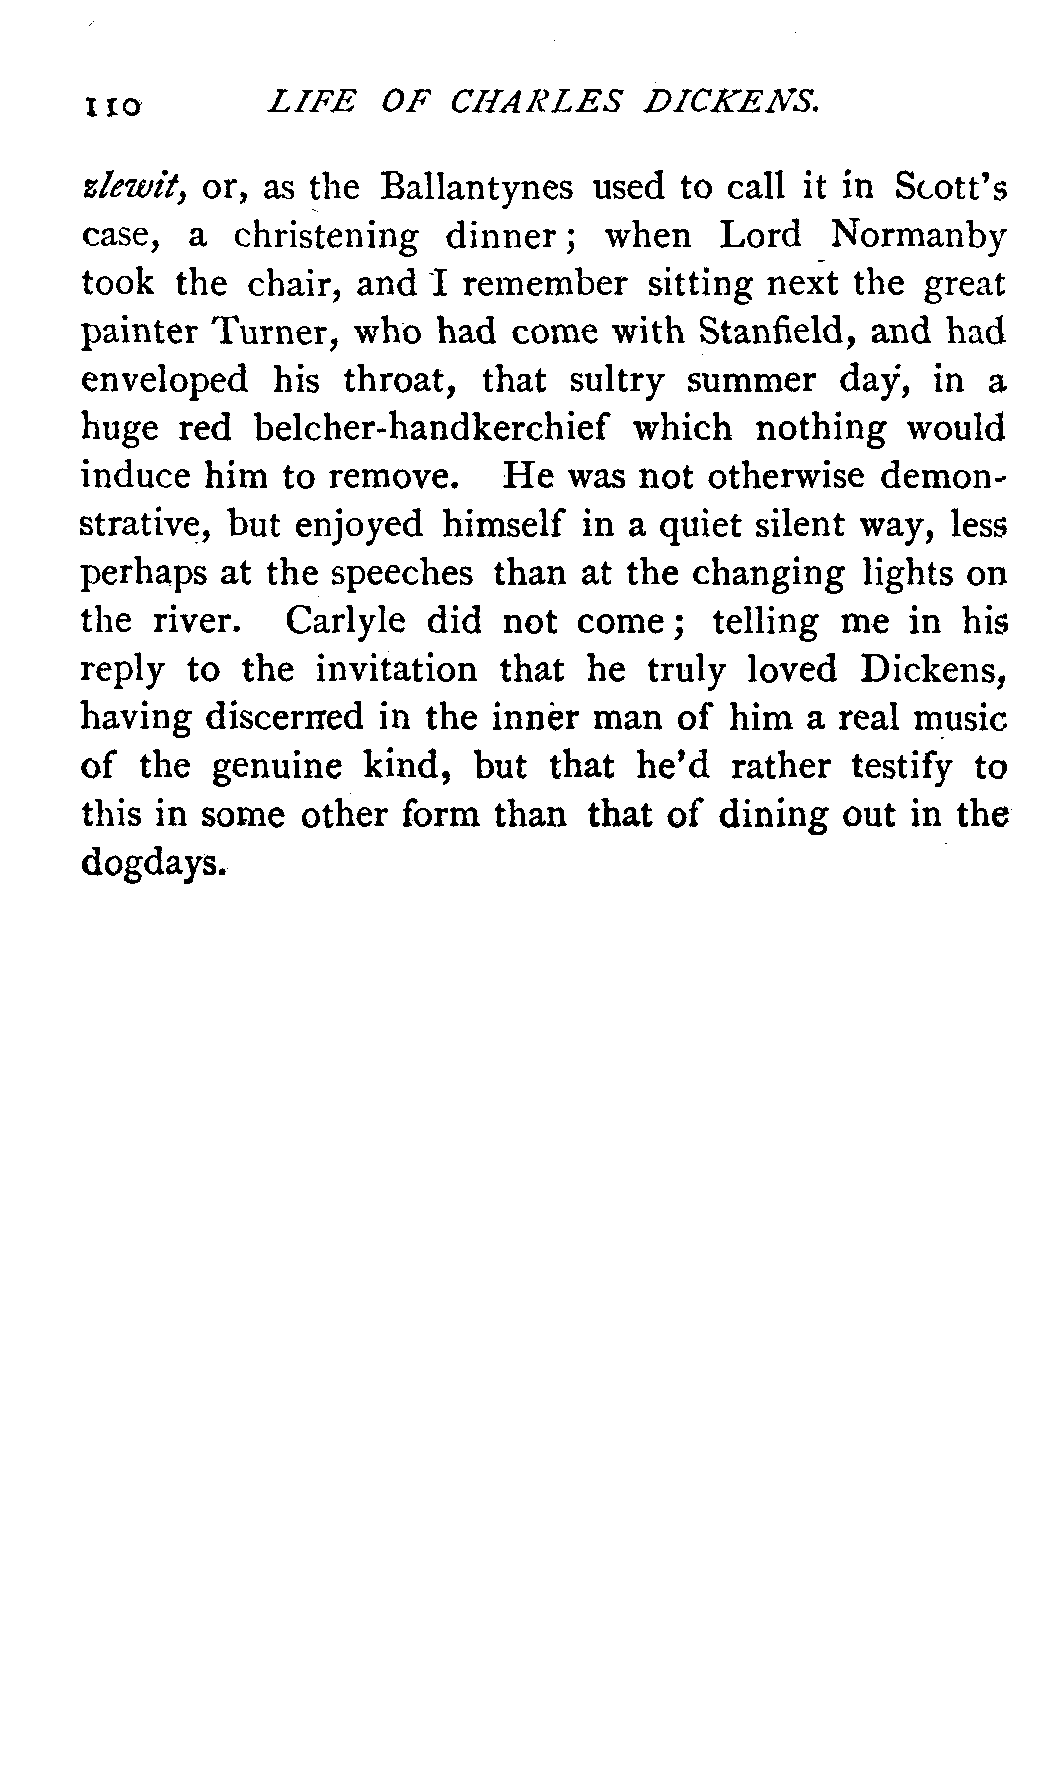 110 LIFE OF CHARLES DICKENS.
zlewit, or, as the Ballantynes used to call it in Scott's
case, a christening dinner; when Lord Normanby
took the chair, and I remember sitting next the great
painter Turner, who had come with Stanfield, and had
enveloped his throat, that sultry summer day, in a
huge red belcher-handkerchief which nothing would
induce him to remove. He was not otherwise demon-
strative, but enjoyed himself in a quiet silent way, less
perhaps at the speeches than at the changing lights on
the river. Carlyle did not come; telling me in his
reply to the invitation that he truly loved Dickens,
having discerned in the inner man of him a real music
of the genuine kind, but that he'd rather testify to
this in some other form than that of dining out in the
dogdays.